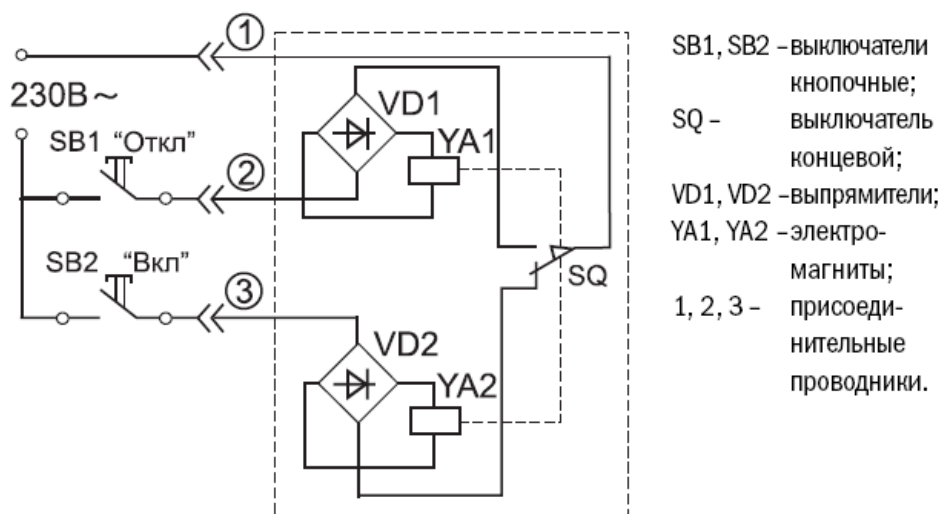 1
230В ~
SB1 “Откл”
2
SB2 “Вкл”
3
VD1
YA1
SQ
VD2
YA2
SB1, SB2 – выключатели
кнопочные;
SQ – выключатель
концевой;
VD1, VD2 – выпрямители;
YA1, YA2 – электро-
магниты;
1, 2, 3 – присоеди-
нительные
проводники.